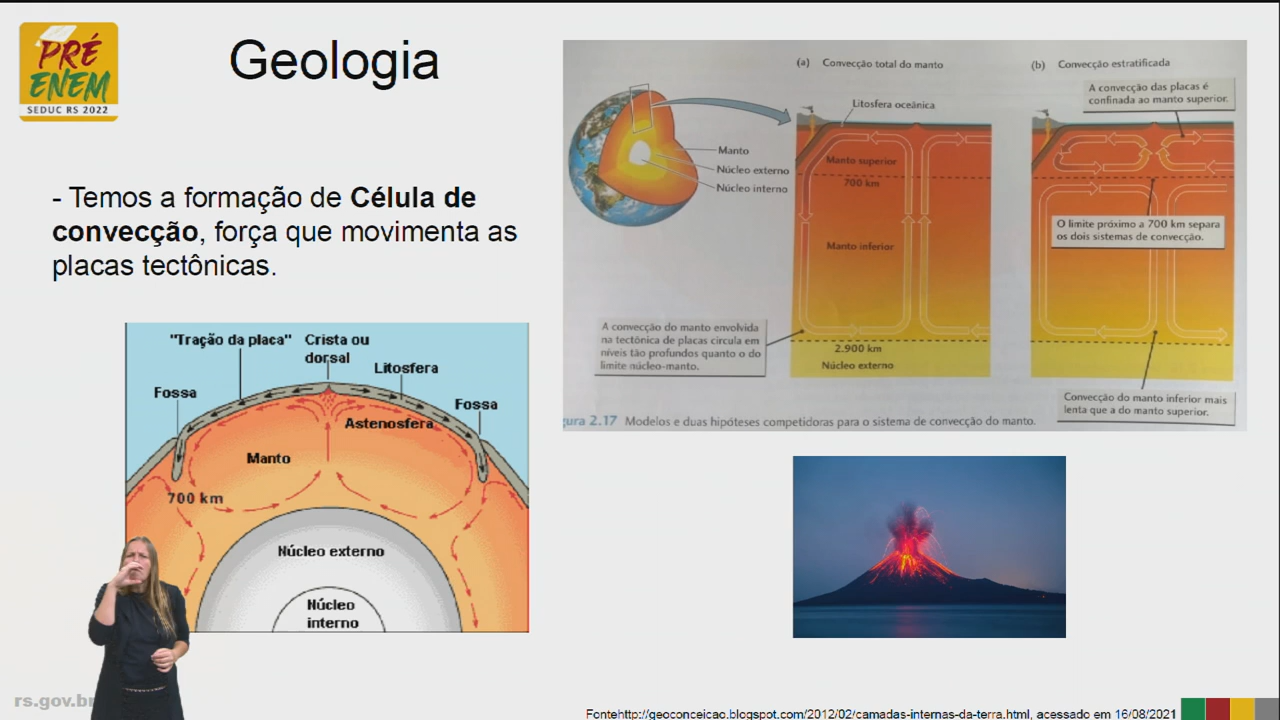 PRÉ
ENEM
SEDUC RS 2022
Geologia
- Temos a formação de Célula de
convecção, força que movimenta as
placas tectônicas.
"Tração da placa"
Crista ou
dorsal
Litosfera
Fossa
Fossa
Astenosfera
Manto
700 km
Núcleo externo
Núcleo
interno
(a) Convecção total do manto
(b) Convecção estratificada
A convecção das placas é
confinada ao manto superior.
Litosfera oceânica
Manto
Núcleo externo
Núcleo interno
Manto superior
700 km
Manto inferior
O limite próximo a 700 km separa
os dois sistemas de convecção.
A convecção do manto envolvida
na tectônica de placas circula em
níveis tão profundos quanto o do
limite núcleo-manto.
2.900 km
Núcleo externo
Convecção do manto inferior mais
lenta que a do manto superior.
gura 2.17 Modelos e duas hipóteses competidoras para o sistema de convecção do manto.
rs.gov.br
Fontehttp://geoconceicao.blogspot.com/2012/02/camadas-internas-da-terra.html, acessado em 16/08/2021